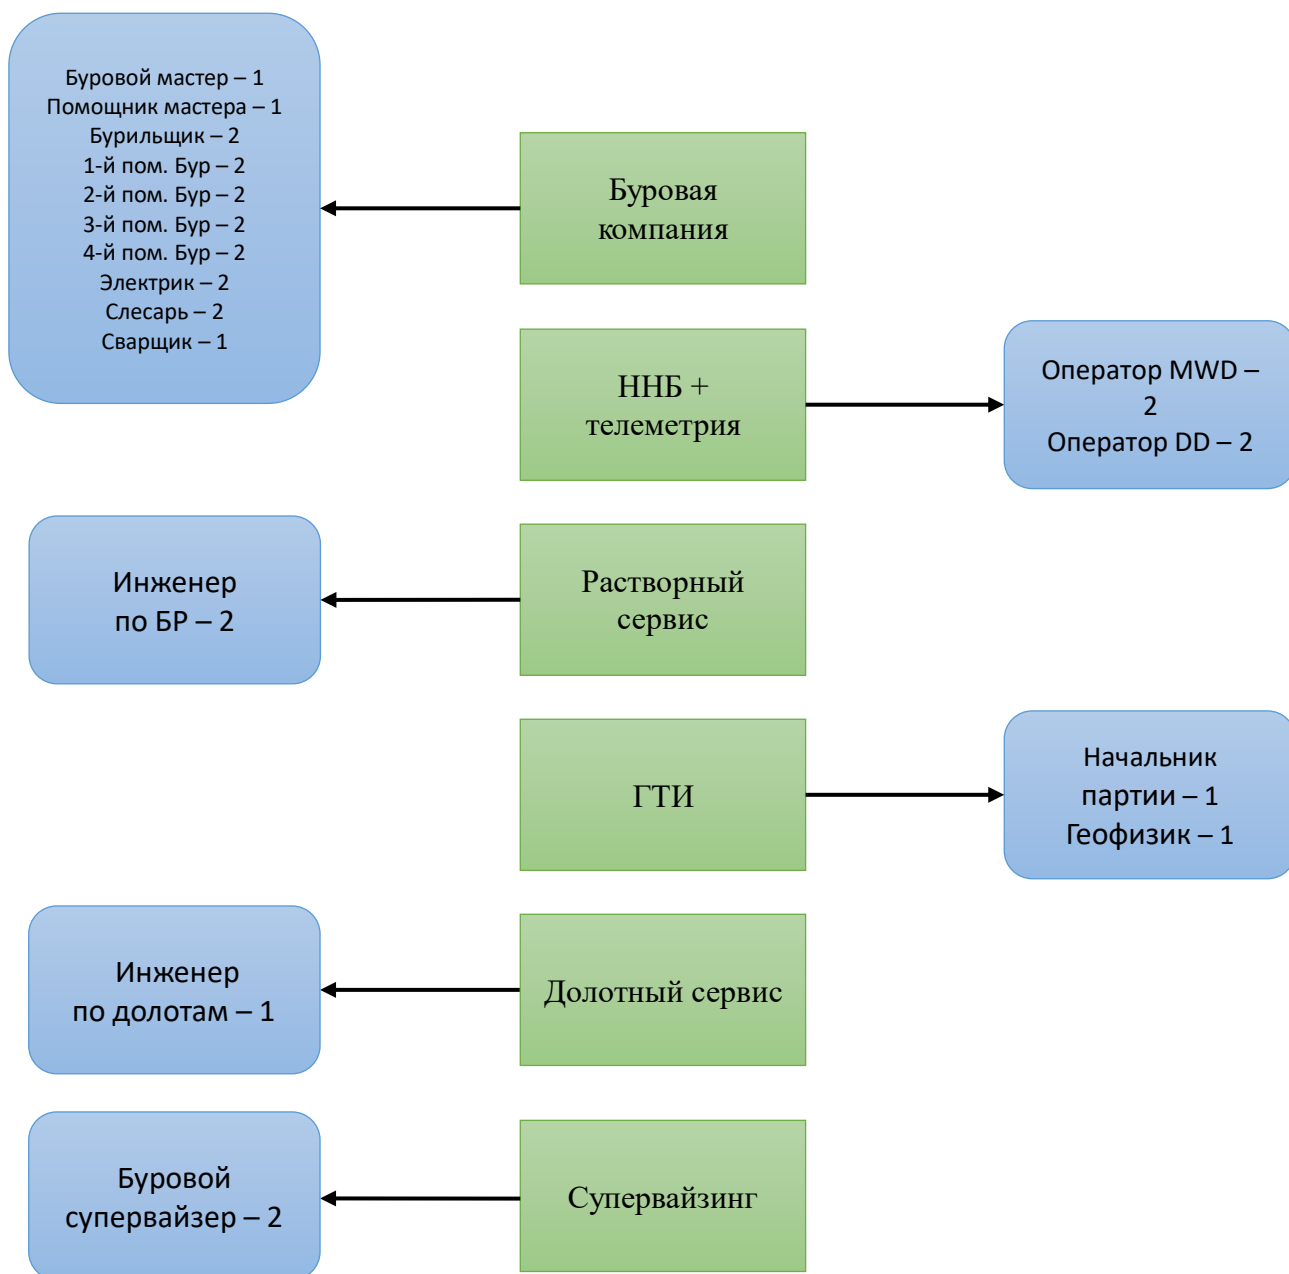 Буровой мастер – 1
Помощник мастера – 1
Бурильщик – 2
1-й пом. Бур – 2
2-й пом. Бур – 2
3-й пом. Бур – 2
4-й пом. Бур – 2
Электрик – 2
Слесарь – 2
Сварщик – 1
Буровая
компания
ННБ +
телеметрия
Оператор MWD –
2
Оператор DD – 2
Инженер
по БР – 2
Растворный
сервис
ГТИ
Начальник
партии – 1
Геофизик – 1
Инженер
по долотам – 1
Долотный сервис
Буровой
супервайзер – 2
Супервайзинг